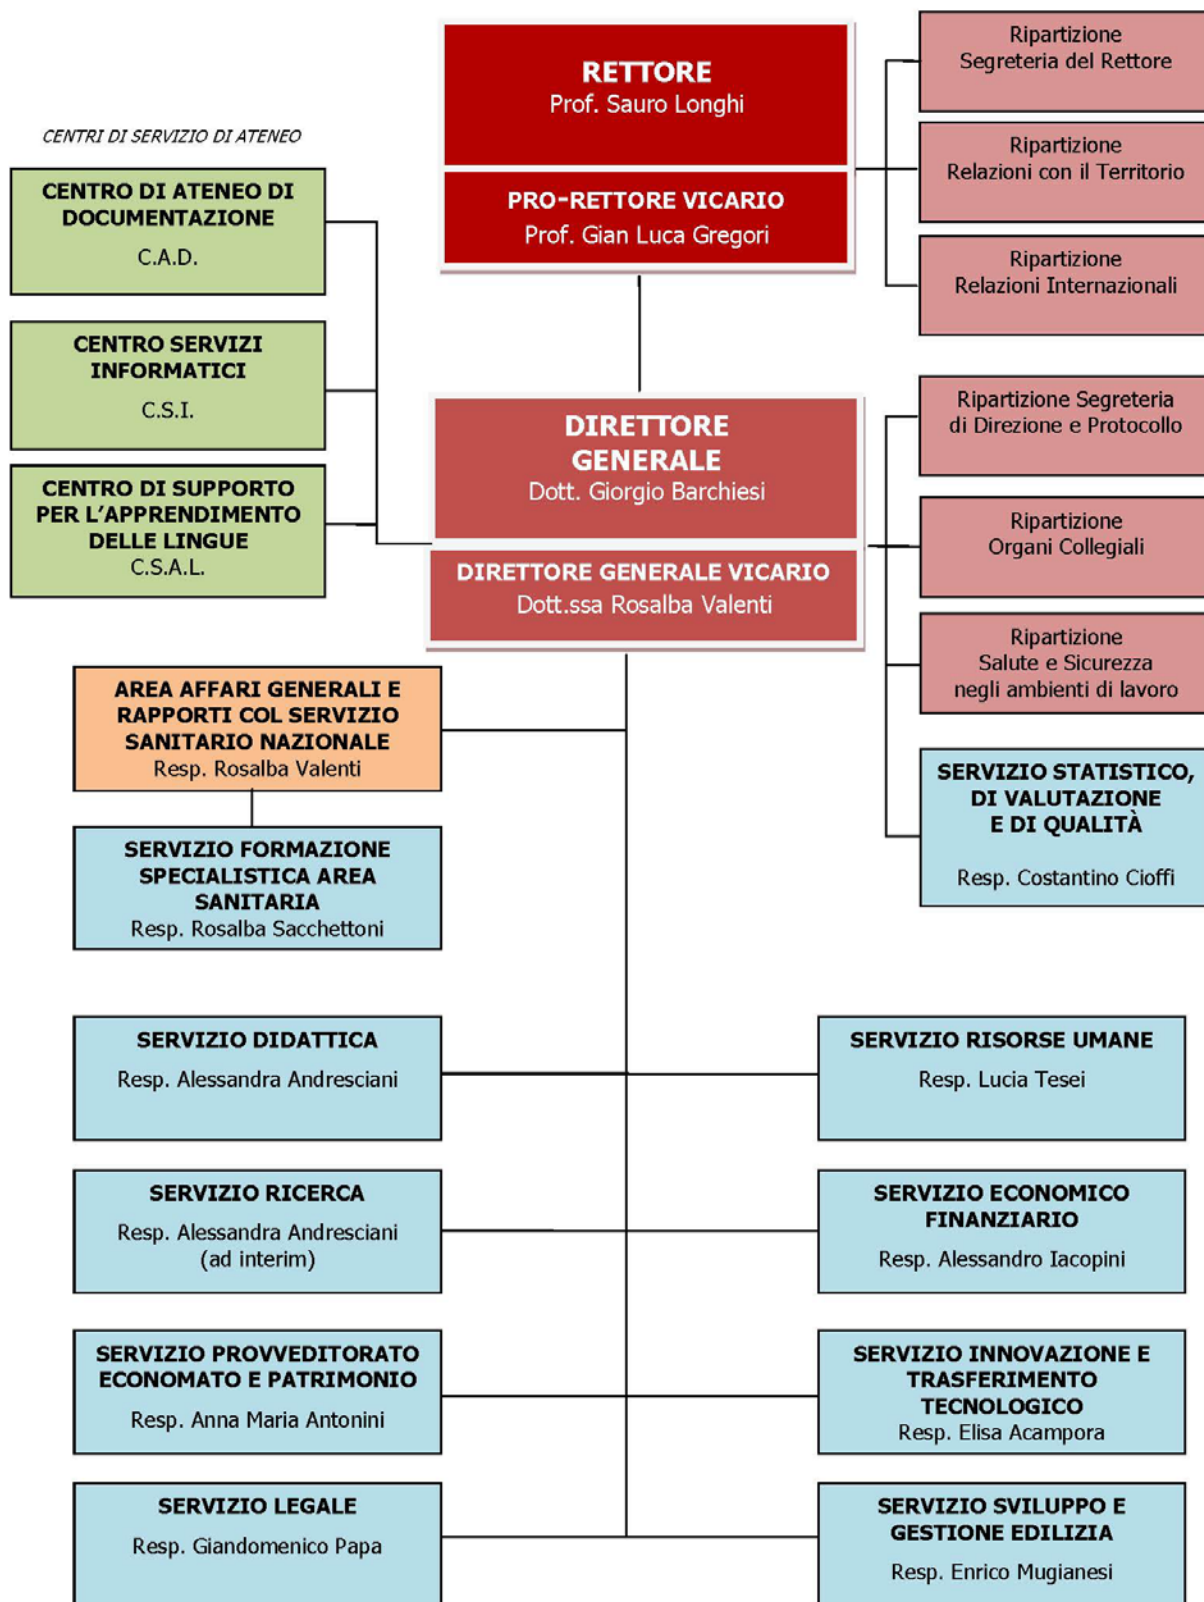 RETTORE
Prof. Sauro Longhi
PRO-RETTORE VICARIO
Prof. Gian Luca Gregori
Ripartizione
Segreteria del Rettore
Ripartizione
Relazioni con il Territorio
Ripartizione
Relazioni Internazionali
CENTRI DI SERVIZIO DI ATENEO
CENTRO DI ATENEO DI
DOCUMENTAZIONE
C.A.D.
CENTRO SERVIZI
INFORMATICI
C.S.I.
CENTRO DI SUPPORTO
PER L'APPRENDIMENTO
DELLE LINGUE
C.S.A.L.
DIRETTORE
GENERALE
Dott. Giorgio Barchiesi
DIRETTORE GENERALE VICARIO
Dott.ssa Rosalba Valenti
Ripartizione Segreteria
di Direzione e Protocollo
Ripartizione
Organi Collegiali
Ripartizione
Salute e Sicurezza
negli ambienti di lavoro
SERVIZIO STATISTICO,
DI VALUTAZIONE
E DI QUALITÀ
Resp. Costantino Cioffi
AREA AFFARI GENERALI E
RAPPORTI COL SERVIZIO
SANITARIO NAZIONALE
Resp. Rosalba Valenti
SERVIZIO FORMAZIONE
SPECIALISTICA AREA
SANITARIA
Resp. Rosalba Sacchettoni
SERVIZIO DIDATTICA
Resp. Alessandra Andresciani
SERVIZIO RISORSE UMANE
Resp. Lucia Tesei
SERVIZIO RICERCA
Resp. Alessandra Andresciani
(ad interim)
SERVIZIO ECONOMICO
FINANZIARIO
Resp. Alessandro Iacopini
SERVIZIO PROVVEDITORATO
ECONOMATO E PATRIMONIO
Resp. Anna Maria Antonini
SERVIZIO INNOVAZIONE E
TRASFERIMENTO
TECNOLOGICO
Resp. Elisa Acampora
SERVIZIO LEGALE
Resp. Giandomenico Papa
SERVIZIO SVILUPPO E
GESTIONE EDILIZIA
Resp. Enrico Mugianesi